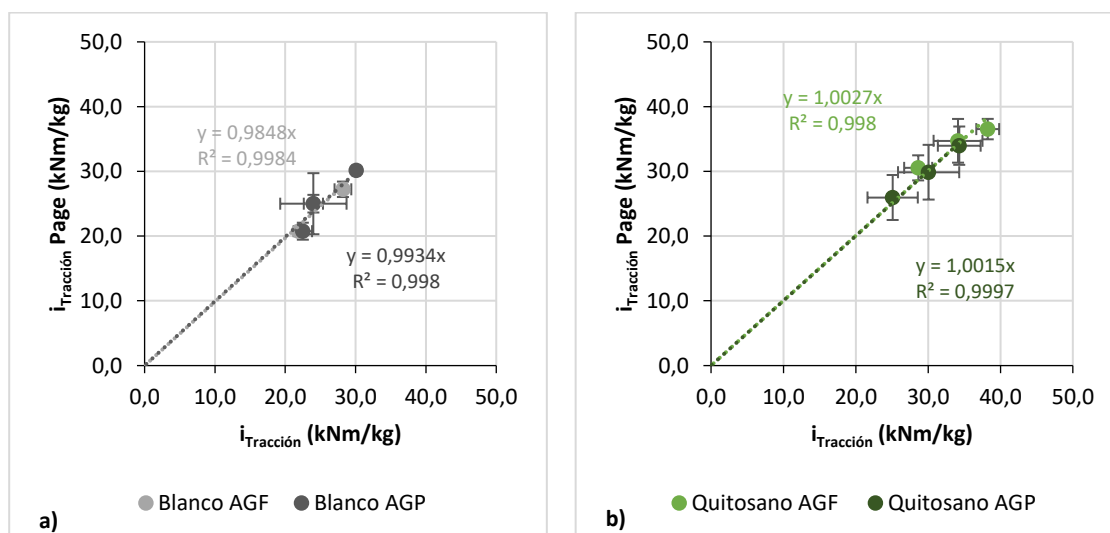 50,0
40,0
30,0
20,0
10,0
0,0
i Tracción Page (kNm/kg)
y = 0,9848x
R² = 0,9984
y = 0,9934x
R² = 0,998
0,0 10,0 20,0 30,0 40,0 50,0
i Tracción (kNm/kg)
Blanco AGF Blanco AGP
a)
50,0
40,0
30,0
20,0
10,0
0,0
i Tracción Page (kNm/kg)
y = 1,0027x
R² = 0,998
y = 1,0015x
R² = 0,9997
0,0 10,0 20,0 30,0 40,0 50,0
i Tracción (kNm/kg)
Quitosano AGF Quitosano AGP
b)